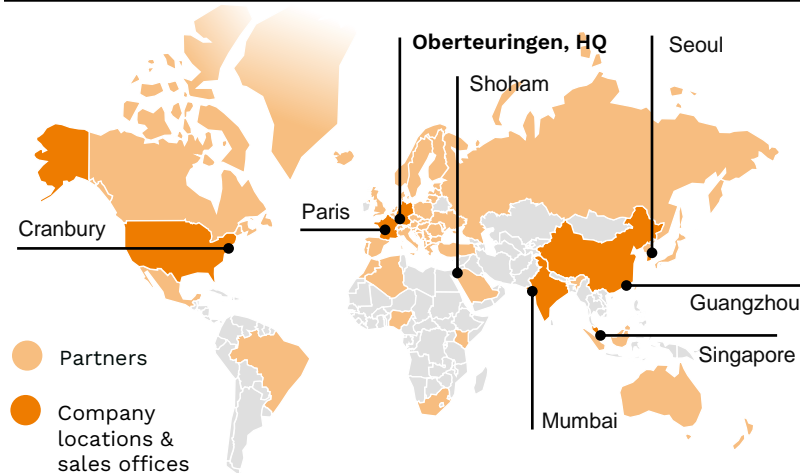 Oberteuringen, HQ
Seoul
Shoham
Paris
Cranbury
Guangzhou
Singapore
Mumbai
Partners
Company
locations &
sales offices